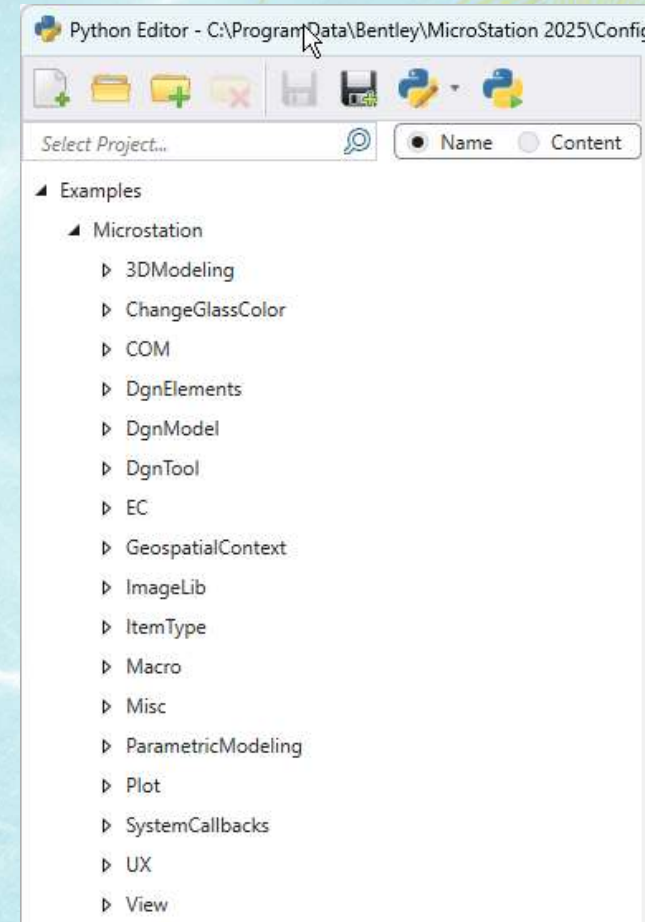 Python Editor - C:\ProgramData\Bentley\MicroStation 2025\Config
Select Project...
Name
Content
Examples
Microstation
3DModeling
ChangeGlassColor
COM
DgnElements
DgnModel
DgnTool
EC
GeospatialContext
ImageLib
ItemType
Macro
Misc
ParametricModeling
Plot
SystemCallbacks
UX
View